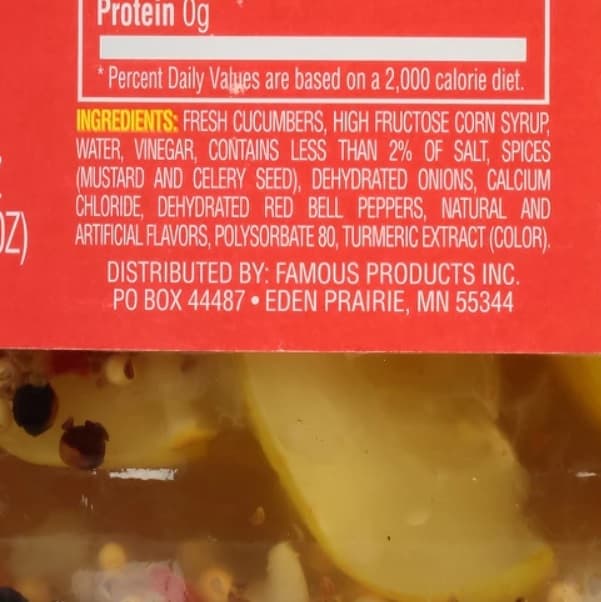 Protein 0g
* Percent Daily Values are based on a 2,000 calorie diet.
INGREDIENTS: FRESH CUCUMBERS, HIGH FRUCTOSE CORN SYRUP,
WATER, VINEGAR, CONTAINS LESS THAN 2% OF SALT, SPICES
(MUSTARD AND CELERY SEED), DEHYDRATED ONIONS, CALCIUM
CHLORIDE, DEHYDRATED RED BELL PEPPERS, NATURAL AND
ARTIFICIAL FLAVORS, POLYSORBATE 80, TURMERIC EXTRACT (COLOR).
OZ)
DISTRIBUTED BY: FAMOUS PRODUCTS INC.
PO BOX 44487 • EDEN PRAIRIE, MN 55344